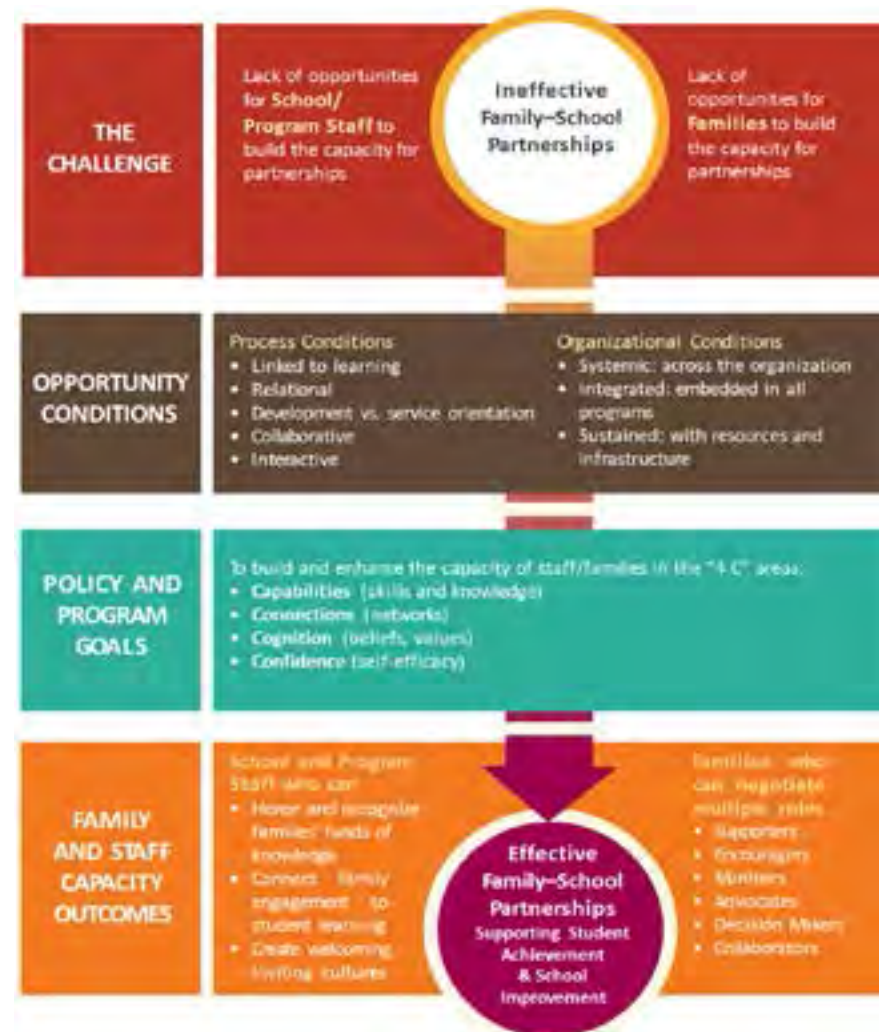 THE
CHALLENGE
Lack of opportunities
for School/
Program Staff to
build the capacity for
partnerships
Ineffective
Family–School
Partnerships
Lack of
opportunities for
Families to build
the capacity for
partnerships
OPPORTUNITY
CONDITIONS
Process Conditions
• Linked to learning
• Relational
• Development vs. service orientation
• Collaborative
• Interactive
Organizational Conditions
• Systemic: across the organization
• Integrated: embedded in all
programs
• Sustained: with resources and
infrastructure
POLICY AND
PROGRAM
GOALS
To build and enhance the capacity of staff/families in the "4 C" areas:
• Capabilities (skills and knowledge)
• Connections (networks)
• Cognition (beliefs, values)
• Confidence (self-efficacy)
FAMILY
AND STAFF
CAPACITY
OUTCOMES
School and Program
Staff who can
• Honor and recognize
families' funds of
knowledge
• Connect family
engagement to
student learning
• Create welcoming,
inviting cultures
Effective
Family–School
Partnerships
Supporting Student
Achievement
& School
Improvement
Families who
can negotiate
multiple roles
• Supporters
• Encouragers
• Monitors
• Advocates
• Decision Makers
• Collaborators